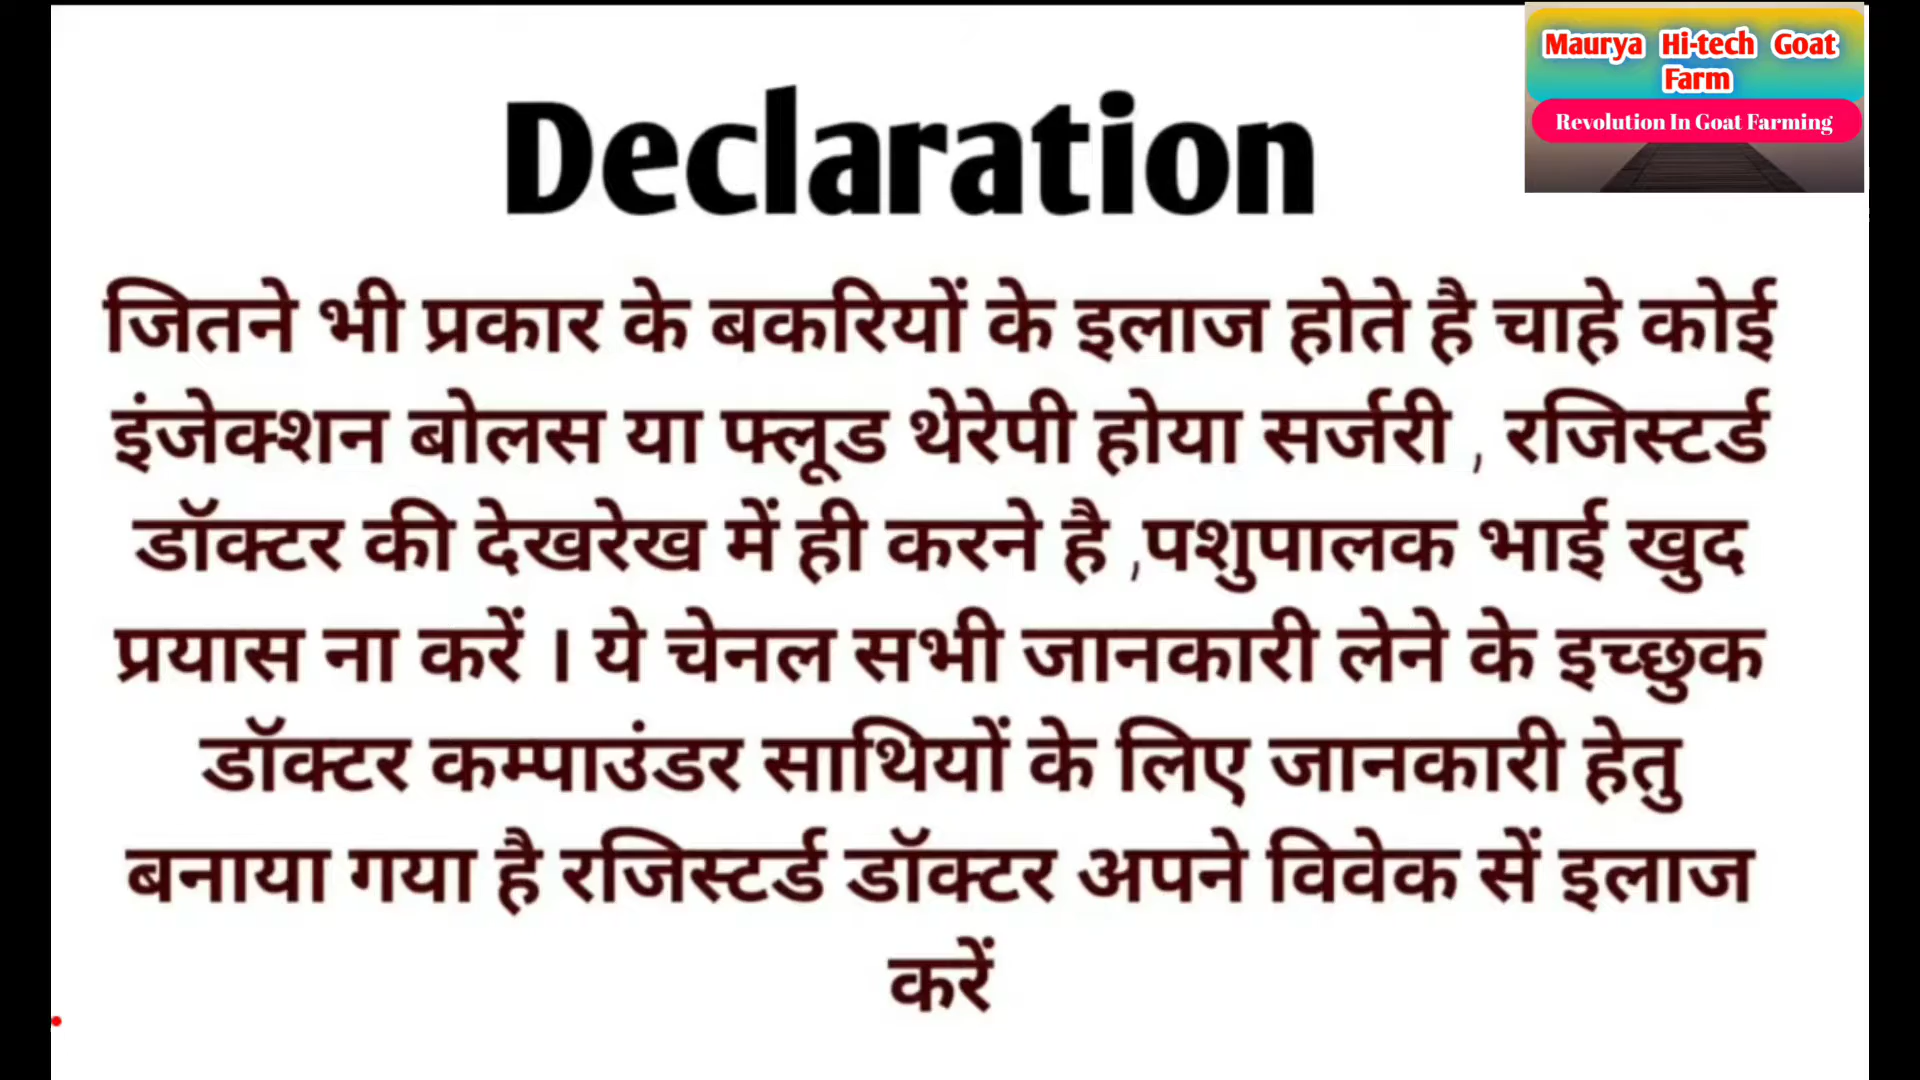 Maurya Hi-tech Goat
Farm
Revolution In Goat Farming
Declaration
जितने भी प्रकार के बकरियों के इलाज होते है चाहे कोई
इंजेक्शन बोलस या फ्लूड थेरेपी होया सर्जरी , रजिस्टर्ड
डॉक्टर की देखरेख में ही करने है ,पशुपालक भाई खुद
प्रयास ना करें । ये चेनल सभी जानकारी लेने के इच्छुक
डॉक्टर कम्पाउंडर साथियों के लिए जानकारी हेतु
बनाया गया है रजिस्टर्ड डॉक्टर अपने विवेक सें इलाज
करें